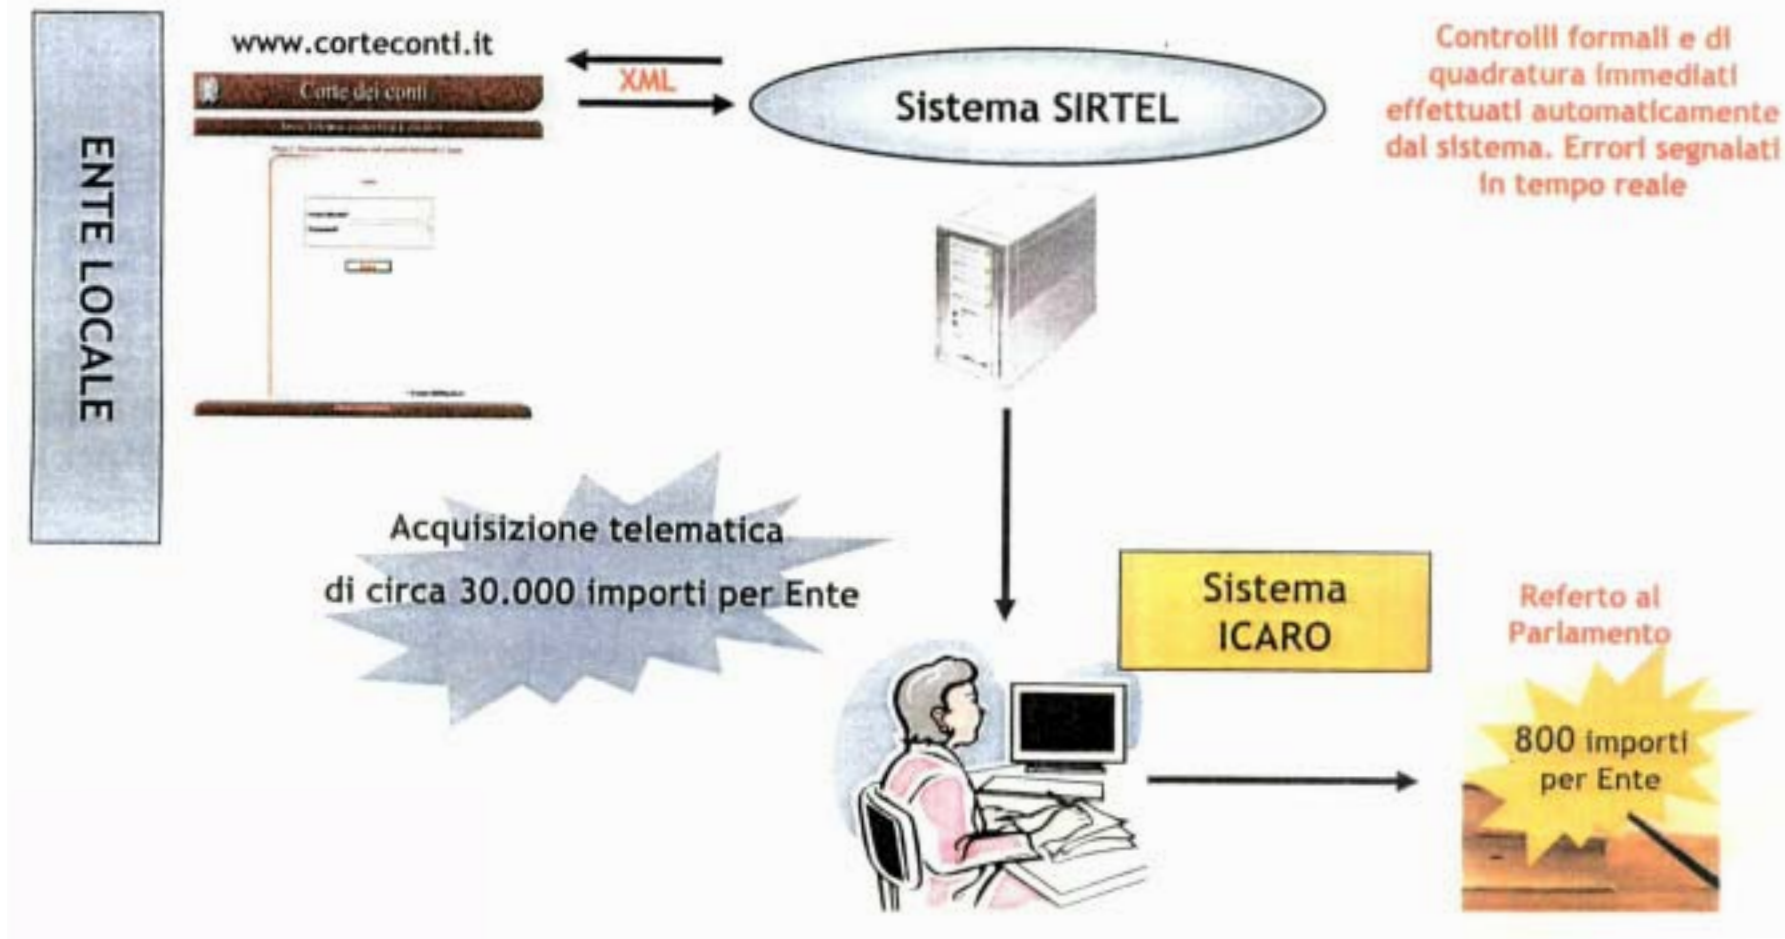 ENTE LOCALE
www.corteconti.it
Corte dei conti
XML
Sistema SIRTEL
Controlli formali e di
quadratura immediati
effettuati automaticamente
dal sistema. Errori segnalati
in tempo reale
Acquisizione telematica
di circa 30.000 importi per Ente
Sistema
ICARO
Referto al
Parlamento
800 importi
per Ente